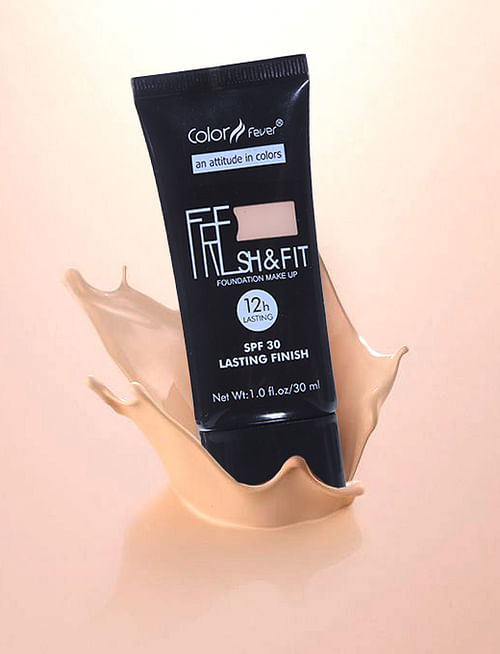 Color Fever®
an attitude in colors
FRESH & FIT
FOUNDATION MAKE UP
12h
LASTING
SPF 30
LASTING FINISH
Net Wt:1.0 fl.oz/30 ml